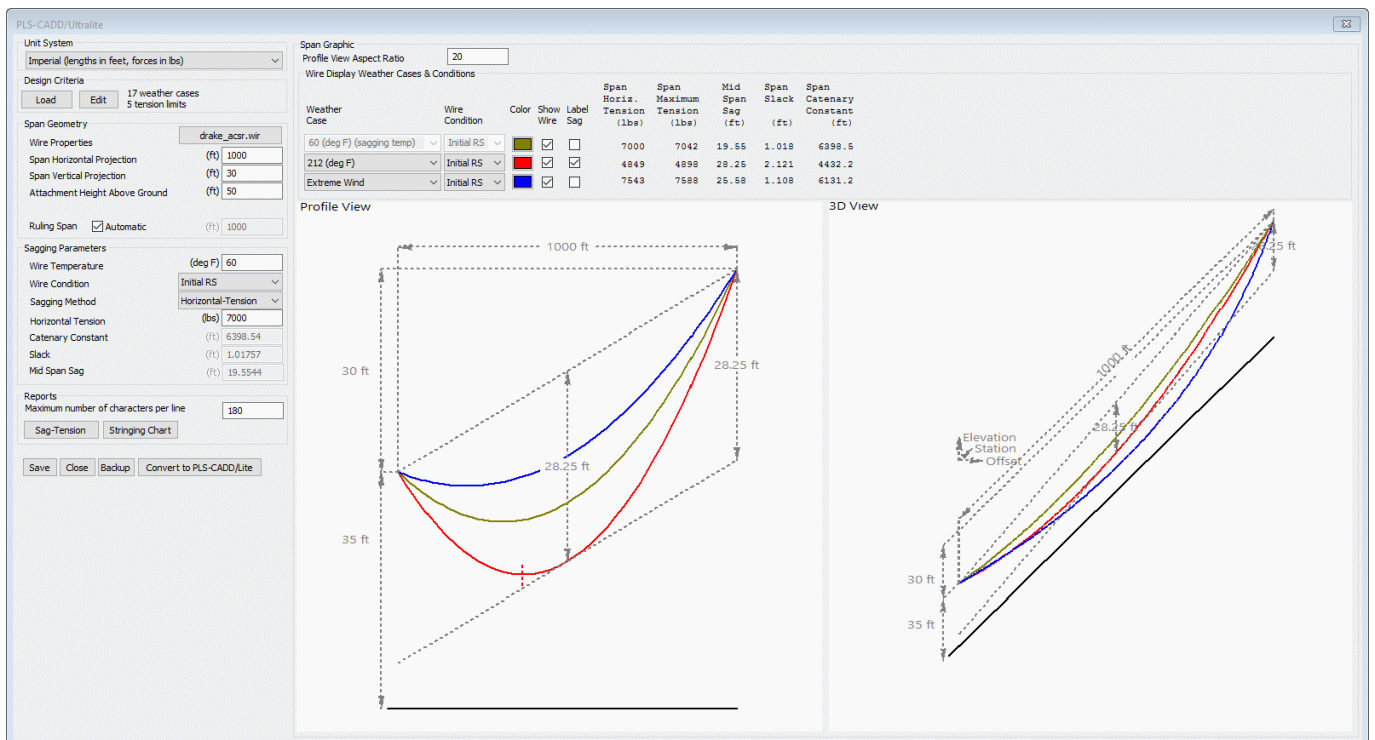 PLS-CADD/Ultralite
Unit System
Imperial (lengths in feet, forces in lbs)
Design Criteria
Load Edit 17 weather cases
5 tension limits
Span Geometry
Wire Properties drake_acsr.wir
Span Horizontal Projection (ft) 1000
Span Vertical Projection (ft) 30
Attachment Height Above Ground (ft) 50
Ruling Span Automatic (ft) 1000
Sagging Parameters
Wire Temperature (deg F) 60
Wire Condition Initial RS
Sagging Method Horizontal-Tension
Horizontal Tension (lbs) 7000
Catenary Constant (ft) 6398.54
Slack (ft) 1.01757
Mid Span Sag (ft) 19.5544
Reports
Maximum number of characters per line 180
Sag-Tension Stringing Chart
Save Close Backup Convert to PLS-CADD/Lite
Span Graphic
Profile View Aspect Ratio 20
Wire Display Weather Cases & Conditions
Span Span Mid Span Span
Horiz. Maximum Span Slack Catenary
Weather Wire Color Show Label Tension Tension Sag Constant
Case Condition Wire Sag (lbs) (lbs) (ft) (ft) (ft)
60 (deg F) (sagging temp) Initial RS 7000 7042 19.55 1.018 6398.5
212 (deg F) Initial RS 4849 4898 28.25 2.121 4432.2
Extreme Wind Initial RS 7543 7588 25.58 1.108 6131.2
Profile View
1000 ft
30 ft
28.25 ft
28.25 ft
35 ft
3D View
28.25 ft
1000 ft
28.25 ft
Elevation
Station
Offset
30 ft
35 ft